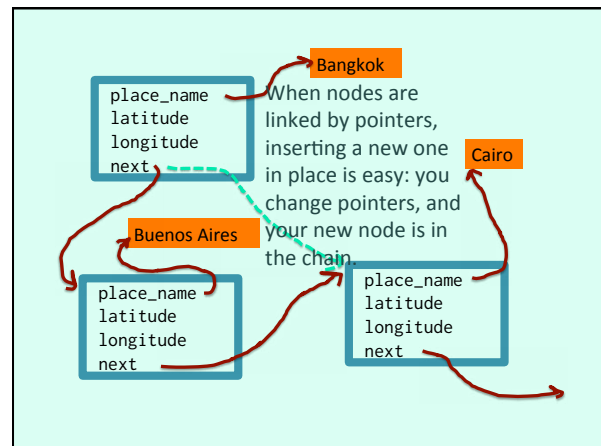 Bangkok
place_name
latitude
longitude
next
When nodes are
linked by pointers,
inserting a new one
in place is easy: you
change pointers, and
your new node is in
the chain.
Cairo
Buenos Aires
place_name
latitude
longitude
next
place_name
latitude
longitude
next